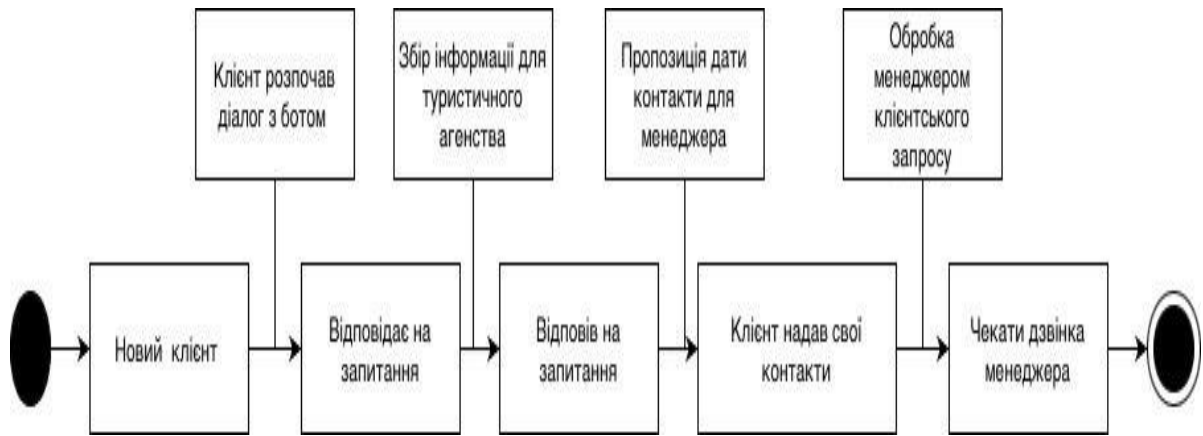 Клієнт розпочав
діалог з ботом
Збір інформації для
туристичного
агенства
Пропозиція дати
контакти для
менеджера
Обробка
менеджером
клієнтського
запросу
Новий клієнт
Відповідає на
запитання
Відповів на
запитання
Клієнт надав свої
контакти
Чекати дзвінка
менеджера